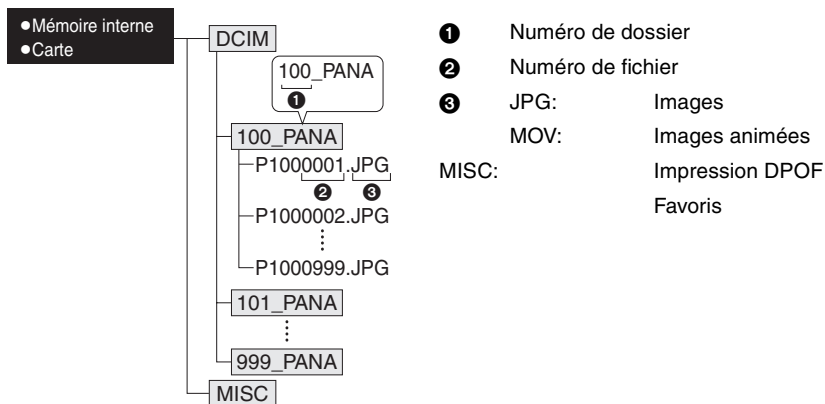 ●Mémoire interne
●Carte
DCIM
100_PANA
❶
100_PANA
P1000001.JPG
❷ ❸
P1000002.JPG
P1000999.JPG
101_PANA
999_PANA
MISC
❶ Numéro de dossier
❷ Numéro de fichier
❸ JPG: Images
MOV: Images animées
MISC: Impression DPOF
Favoris